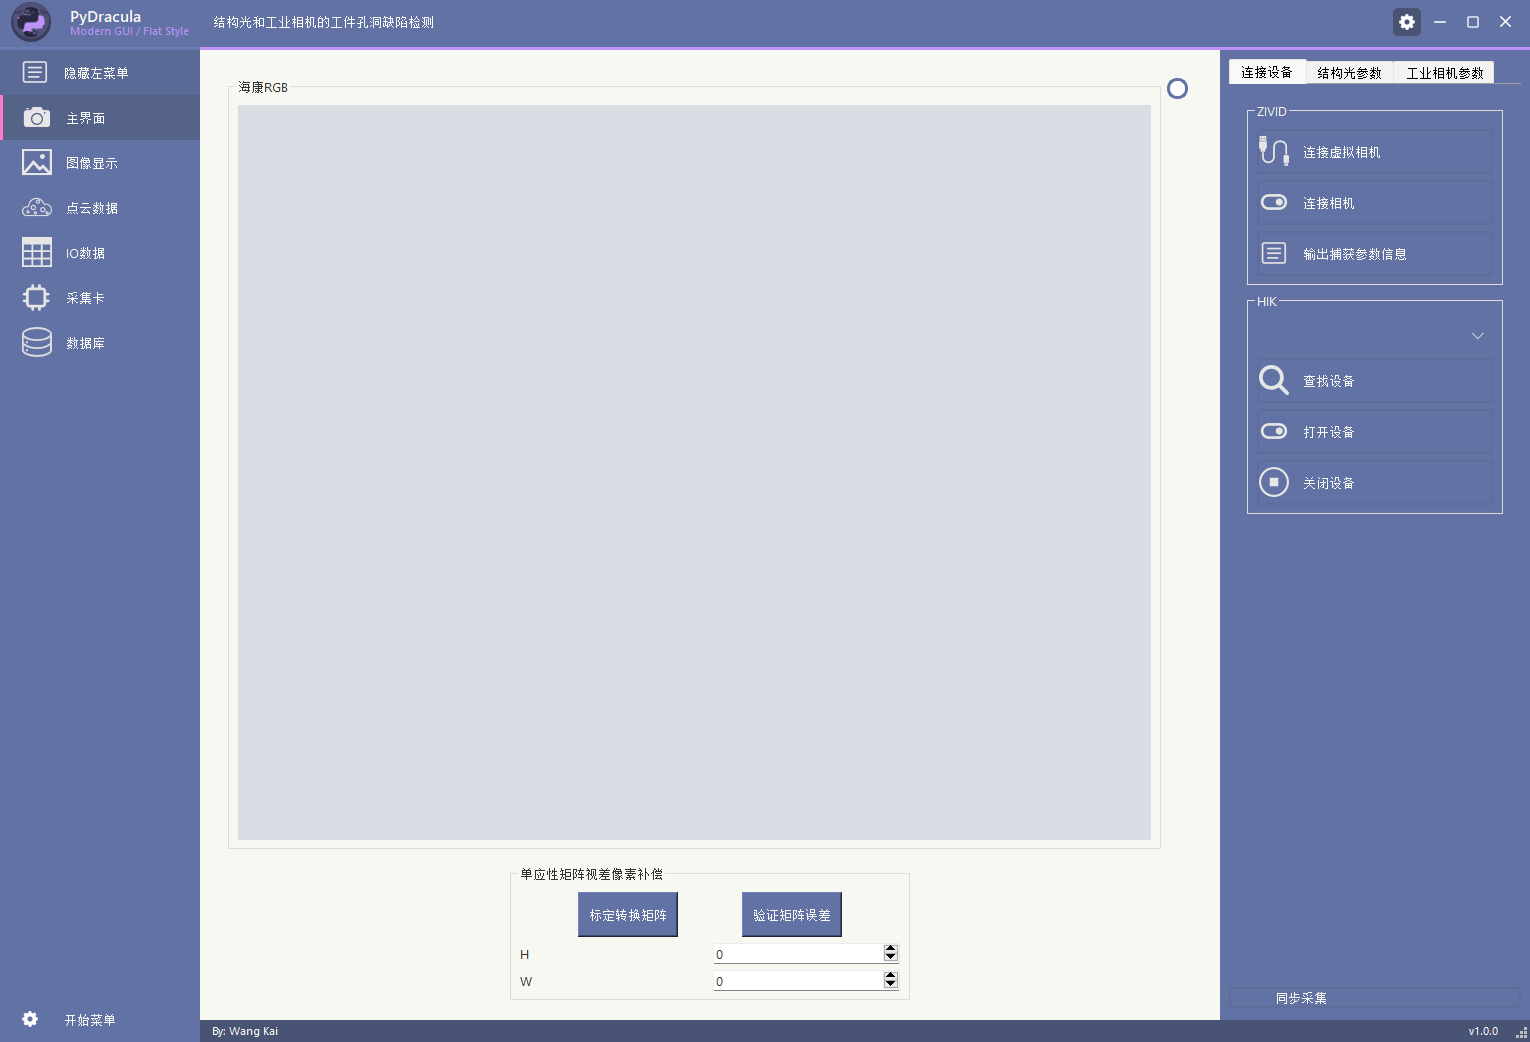 PyDracula
Modern GUI / Flat Style
结构光和工业相机的工件孔洞缺陷检测
隐藏左菜单
主界面
图像显示
点云数据
IO数据
采集卡
数据库
开始菜单
海康RGB
单应性矩阵视差像素补偿
标定转换矩阵
验证矩阵误差
H
0
W
0
连接设备
结构光参数
工业相机参数
ZIVID
连接虚拟相机
连接相机
输出捕获参数信息
HIK
查找设备
打开设备
关闭设备
同步采集
By: Wang Kai
v1.0.0